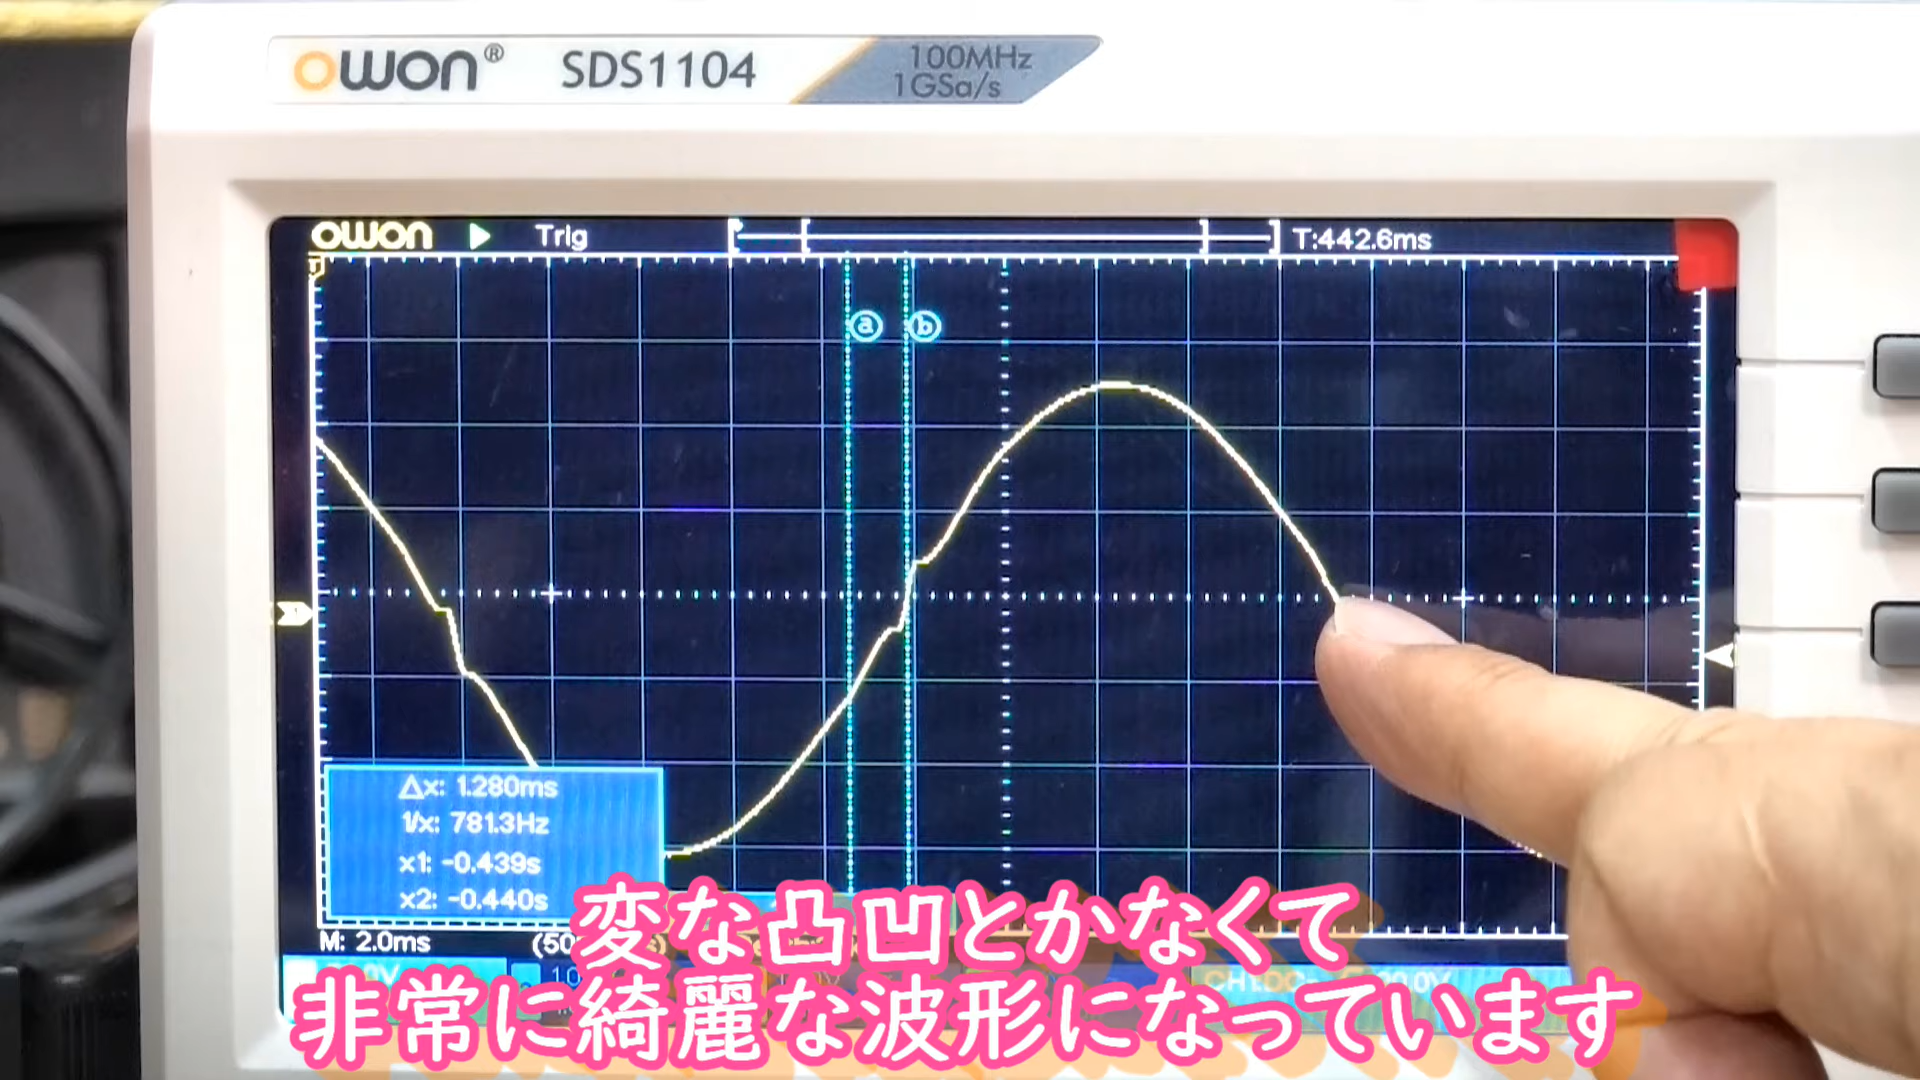 owon® SDS1104 100MHz
1GSa/s
owon Trig T:442.6ms
a b
Δx: 1.280ms
1/x: 781.3Hz
x1: -0.439s
x2: -0.440s
M: 2.0ms
変な凸凹とかなくて
非常に綺麗な波形になっています